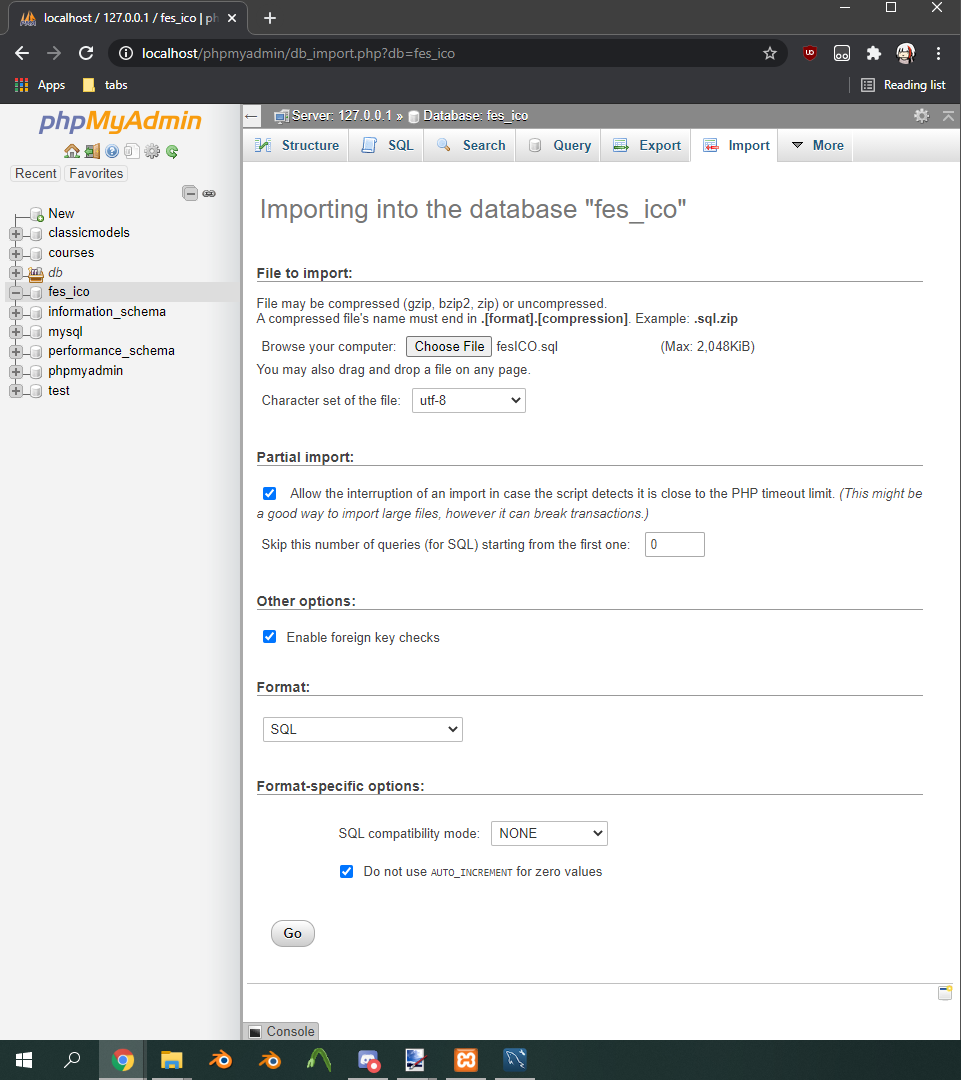 localhost / 127.0.0.1 / fes_ico | ph
localhost/phpmyadmin/db_import.php?db=fes_ico
Apps
tabs
Reading list
phpMyAdmin
Recent
Favorites
New
classicmodels
courses
db
fes_ico
information_schema
mysql
performance_schema
phpmyadmin
test
Server: 127.0.0.1 » Database: fes_ico
Structure
SQL
Search
Query
Export
Import
More
Importing into the database "fes_ico"
File to import:
File may be compressed (gzip, bzip2, zip) or uncompressed.
A compressed file's name must end in .[format].[compression]. Example: .sql.zip
Browse your computer: Choose File fesICO.sql (Max: 2,048KiB)
You may also drag and drop a file on any page.
Character set of the file: utf-8
Partial import:
Allow the interruption of an import in case the script detects it is close to the PHP timeout limit. (This might be
a good way to import large files, however it can break transactions.)
Skip this number of queries (for SQL) starting from the first one: 0
Other options:
Enable foreign key checks
Format:
SQL
Format-specific options:
SQL compatibility mode: NONE
Do not use AUTO_INCREMENT for zero values
Go
Console